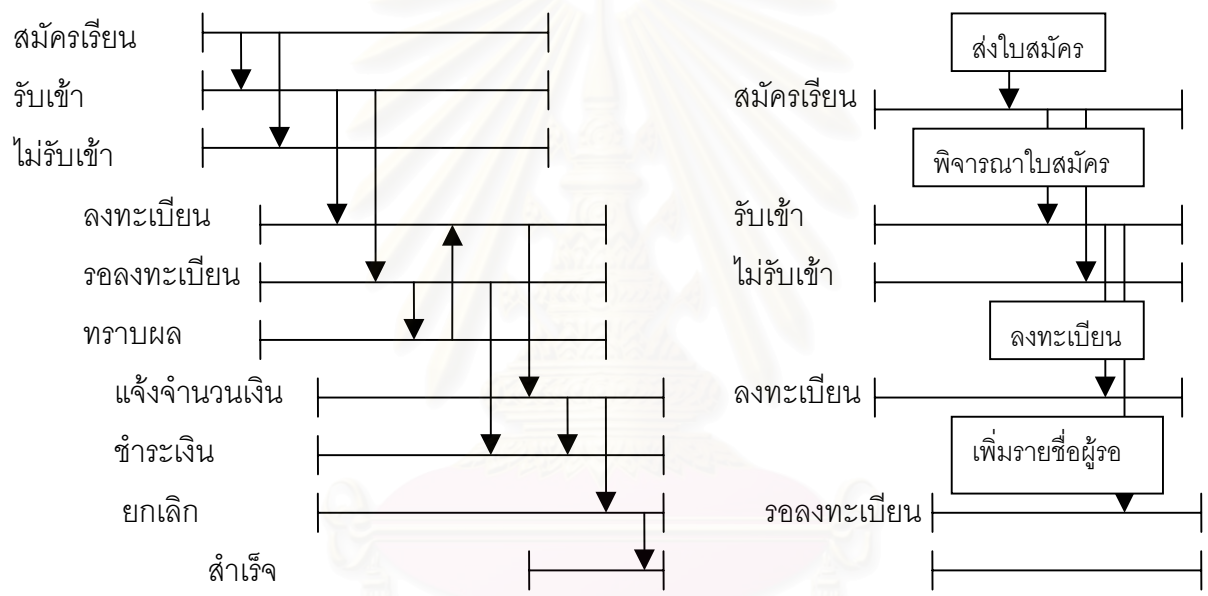 สมัครเรียน
รับเข้า
ไม่รับเข้า
ลงทะเบียน
รอลงทะเบียน
ทราบผล
แจ้งจำนวนเงิน
ชำระเงิน
ยกเลิก
สำเร็จ
ส่งใบสมัคร
สมัครเรียน
พิจารณาใบสมัคร
รับเข้า
ไม่รับเข้า
ลงทะเบียน
ลงทะเบียน
เพิ่มรายชื่อผู้รอ
รอลงทะเบียน